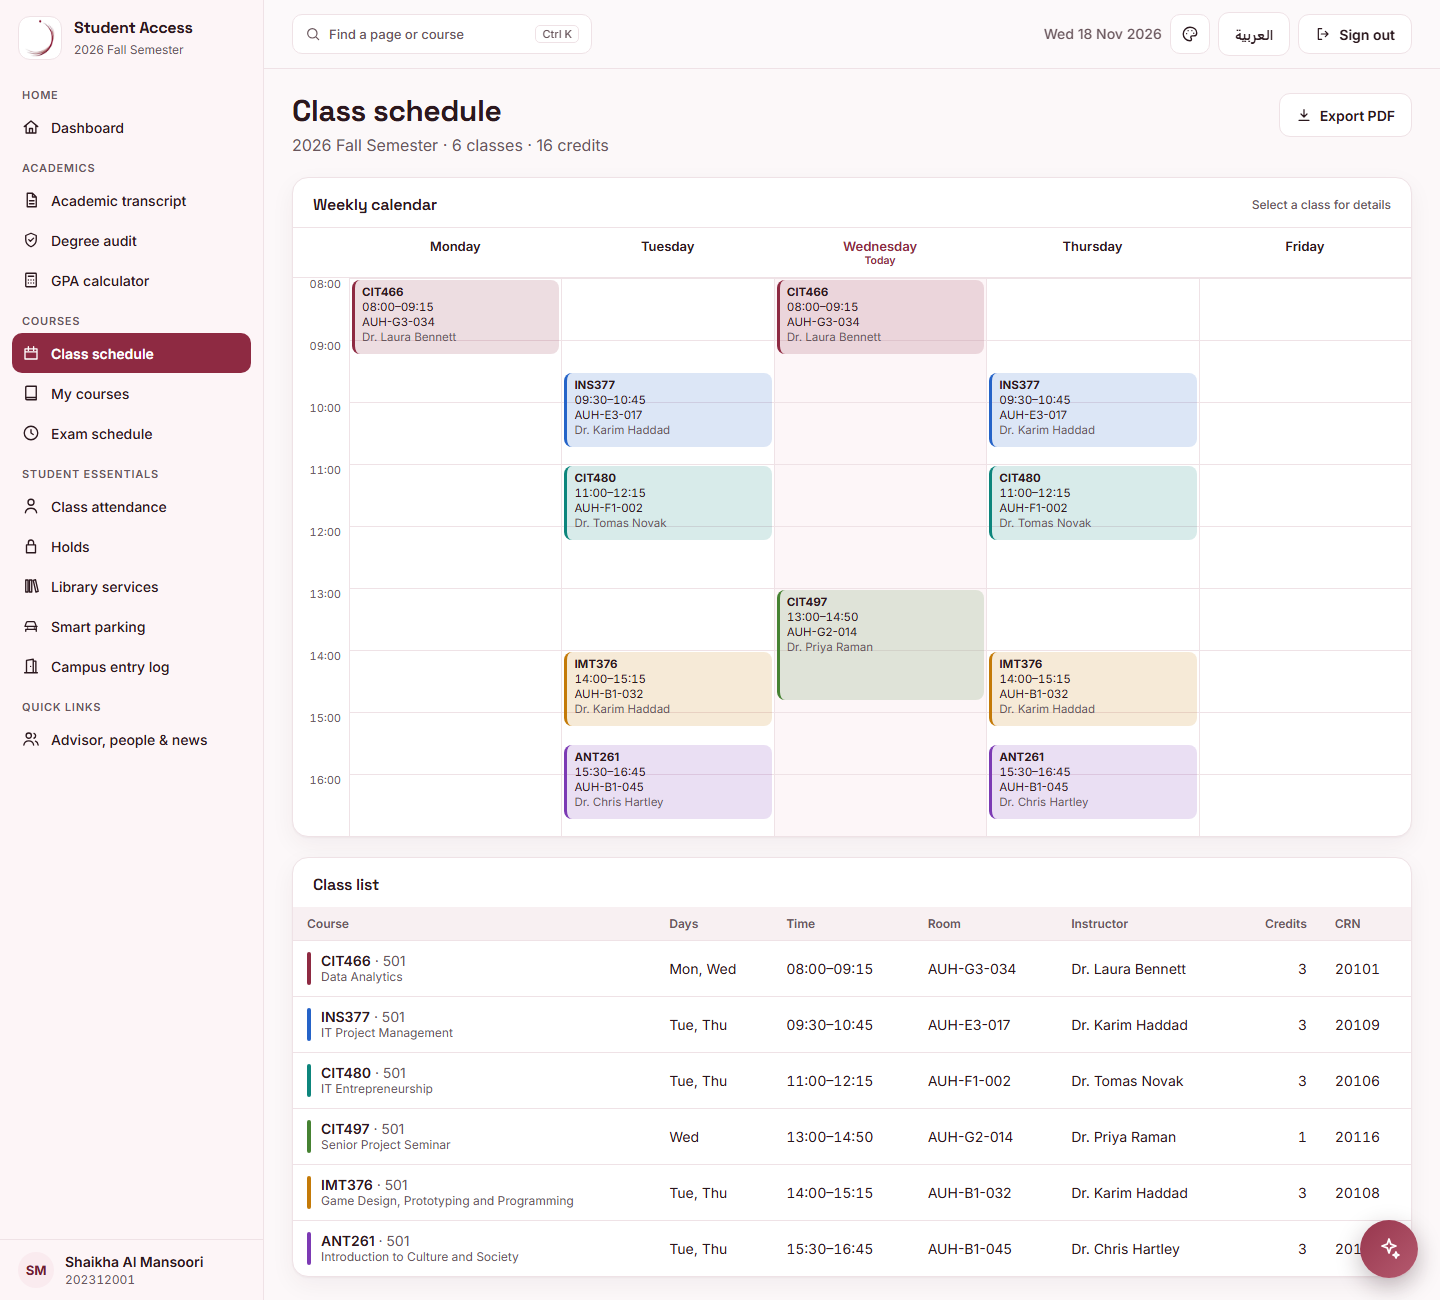 Student Access
2026 Fall Semester
HOME
Dashboard
ACADEMICS
Academic transcript
Degree audit
GPA calculator
COURSES
Class schedule
My courses
Exam schedule
STUDENT ESSENTIALS
Class attendance
Holds
Library services
Smart parking
Campus entry log
QUICK LINKS
Advisor, people & news
SM
Shaikha Al Mansoori
202312001
Find a page or course Ctrl K
Wed 18 Nov 2026
العربية
Sign out
Class schedule
2026 Fall Semester · 6 classes · 16 credits
Export PDF
Weekly calendar
Select a class for details
Monday Tuesday Wednesday Thursday Friday
Today
08:00
09:00
10:00
11:00
12:00
13:00
14:00
15:00
16:00
CIT466
08:00–09:15
AUH-G3-034
Dr. Laura Bennett
INS377
09:30–10:45
AUH-E3-017
Dr. Karim Haddad
CIT480
11:00–12:15
AUH-F1-002
Dr. Tomas Novak
IMT376
14:00–15:15
AUH-B1-032
Dr. Karim Haddad
ANT261
15:30–16:45
AUH-B1-045
Dr. Chris Hartley
CIT466
08:00–09:15
AUH-G3-034
Dr. Laura Bennett
CIT497
13:00–14:50
AUH-G2-014
Dr. Priya Raman
INS377
09:30–10:45
AUH-E3-017
Dr. Karim Haddad
CIT480
11:00–12:15
AUH-F1-002
Dr. Tomas Novak
IMT376
14:00–15:15
AUH-B1-032
Dr. Karim Haddad
ANT261
15:30–16:45
AUH-B1-045
Dr. Chris Hartley
Class list
Course Days Time Room Instructor Credits CRN
CIT466 · 501 Mon, Wed 08:00–09:15 AUH-G3-034 Dr. Laura Bennett 3 20101
Data Analytics
INS377 · 501 Tue, Thu 09:30–10:45 AUH-E3-017 Dr. Karim Haddad 3 20109
IT Project Management
CIT480 · 501 Tue, Thu 11:00–12:15 AUH-F1-002 Dr. Tomas Novak 3 20106
IT Entrepreneurship
CIT497 · 501 Wed 13:00–14:50 AUH-G2-014 Dr. Priya Raman 1 20116
Senior Project Seminar
IMT376 · 501 Tue, Thu 14:00–15:15 AUH-B1-032 Dr. Karim Haddad 3 20108
Game Design, Prototyping and Programming
ANT261 · 501 Tue, Thu 15:30–16:45 AUH-B1-045 Dr. Chris Hartley 3
Introduction to Culture and Society